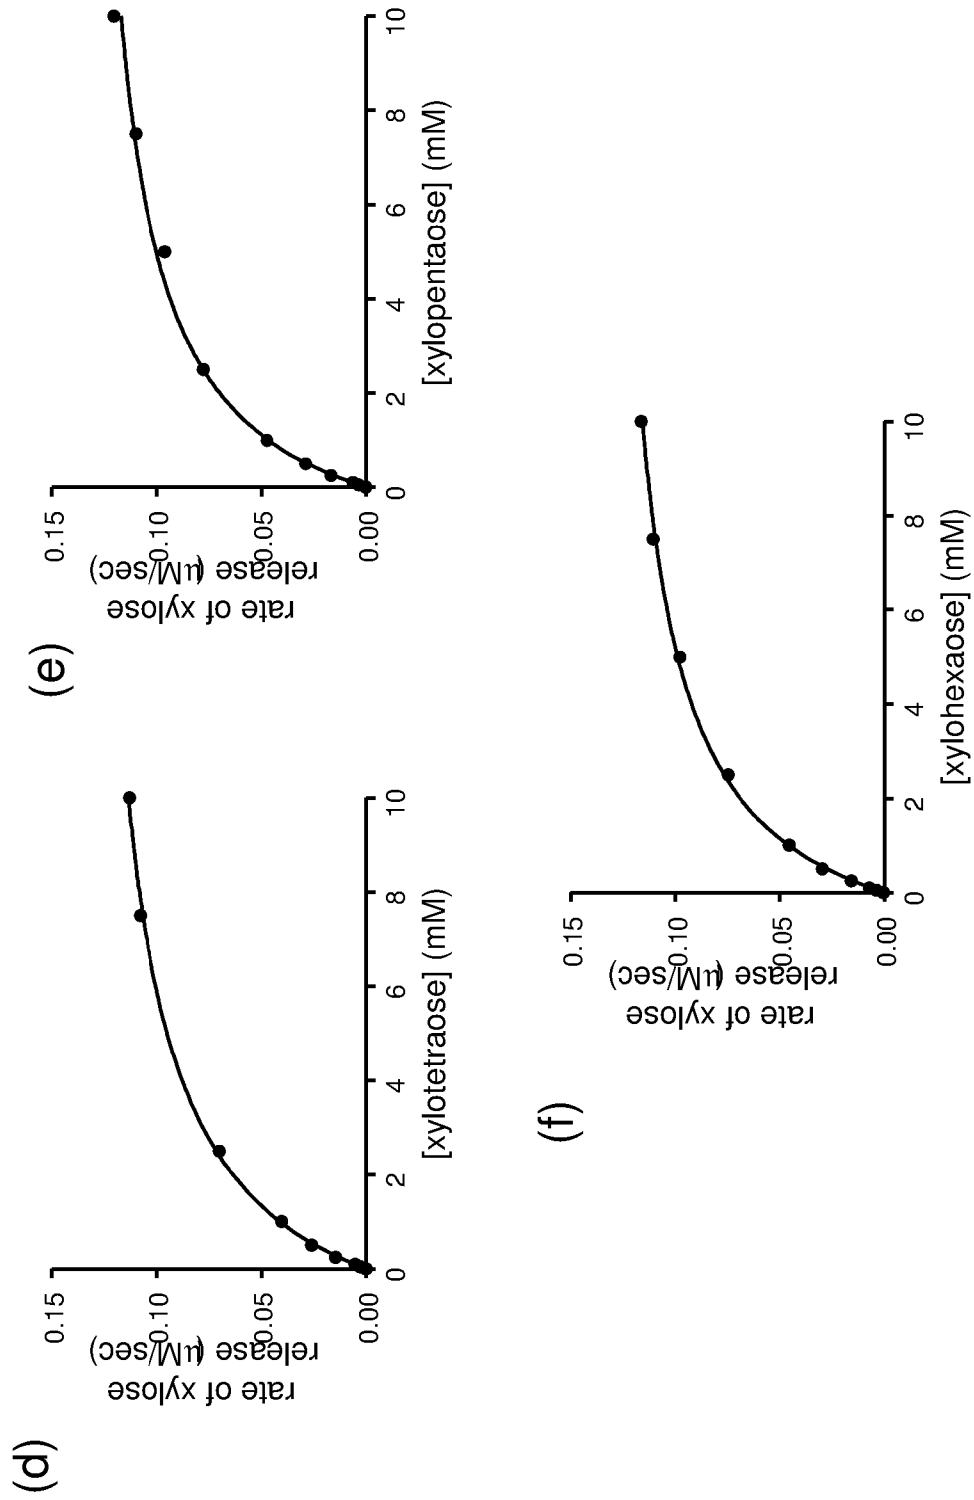 (d)
rate of xylose
release (μM/sec)
0.15
0.10
0.05
0.00
0
2
4
6
8
10
[xylotetraose] (mM)
(e)
rate of xylose
release (μM/sec)
0.15
0.10
0.05
0.00
0
2
4
6
8
10
[xylopentaose] (mM)
(f)
rate of xylose
release (μM/sec)
0.15
0.10
0.05
0.00
0
2
4
6
8
10
[xylohexaose] (mM)